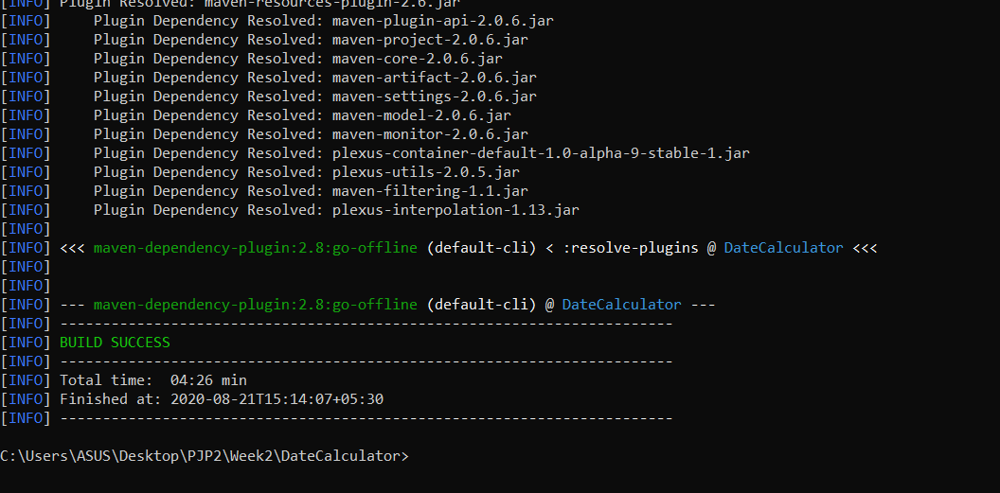 [INFO] Plugin Resolved: maven-resources-plugin-2.6.jar
[INFO]     Plugin Dependency Resolved: maven-plugin-api-2.0.6.jar
[INFO]     Plugin Dependency Resolved: maven-project-2.0.6.jar
[INFO]     Plugin Dependency Resolved: maven-core-2.0.6.jar
[INFO]     Plugin Dependency Resolved: maven-artifact-2.0.6.jar
[INFO]     Plugin Dependency Resolved: maven-settings-2.0.6.jar
[INFO]     Plugin Dependency Resolved: maven-model-2.0.6.jar
[INFO]     Plugin Dependency Resolved: maven-monitor-2.0.6.jar
[INFO]     Plugin Dependency Resolved: plexus-container-default-1.0-alpha-9-stable-1.jar
[INFO]     Plugin Dependency Resolved: plexus-utils-2.0.5.jar
[INFO]     Plugin Dependency Resolved: maven-filtering-1.1.jar
[INFO]     Plugin Dependency Resolved: plexus-interpolation-1.13.jar
[INFO]
[INFO] <<< maven-dependency-plugin:2.8:go-offline (default-cli) < :resolve-plugins @ DateCalculator <<<
[INFO]
[INFO]
[INFO] --- maven-dependency-plugin:2.8:go-offline (default-cli) @ DateCalculator ---
[INFO] ------------------------------------------------------------------------
[INFO] BUILD SUCCESS
[INFO] ------------------------------------------------------------------------
[INFO] Total time:  04:26 min
[INFO] Finished at: 2020-08-21T15:14:07+05:30
[INFO] ------------------------------------------------------------------------
C:\Users\ASUS\Desktop\PJP2\Week2\DateCalculator>